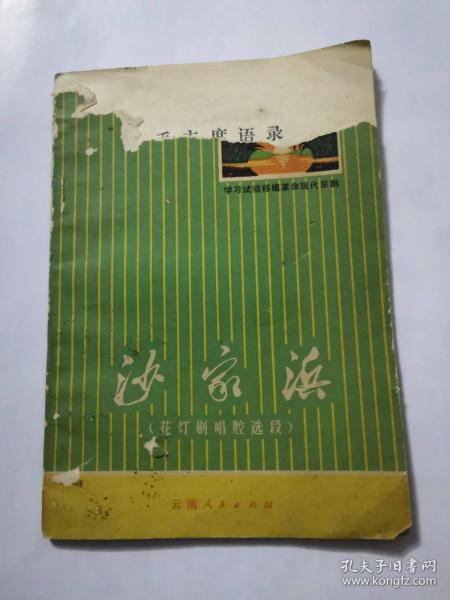 毛主席语录
学习试验移植革命现代京剧
沙家浜
（花灯剧唱腔选段）
云南人民出版社
孔夫子旧书网
www.kongfz.com